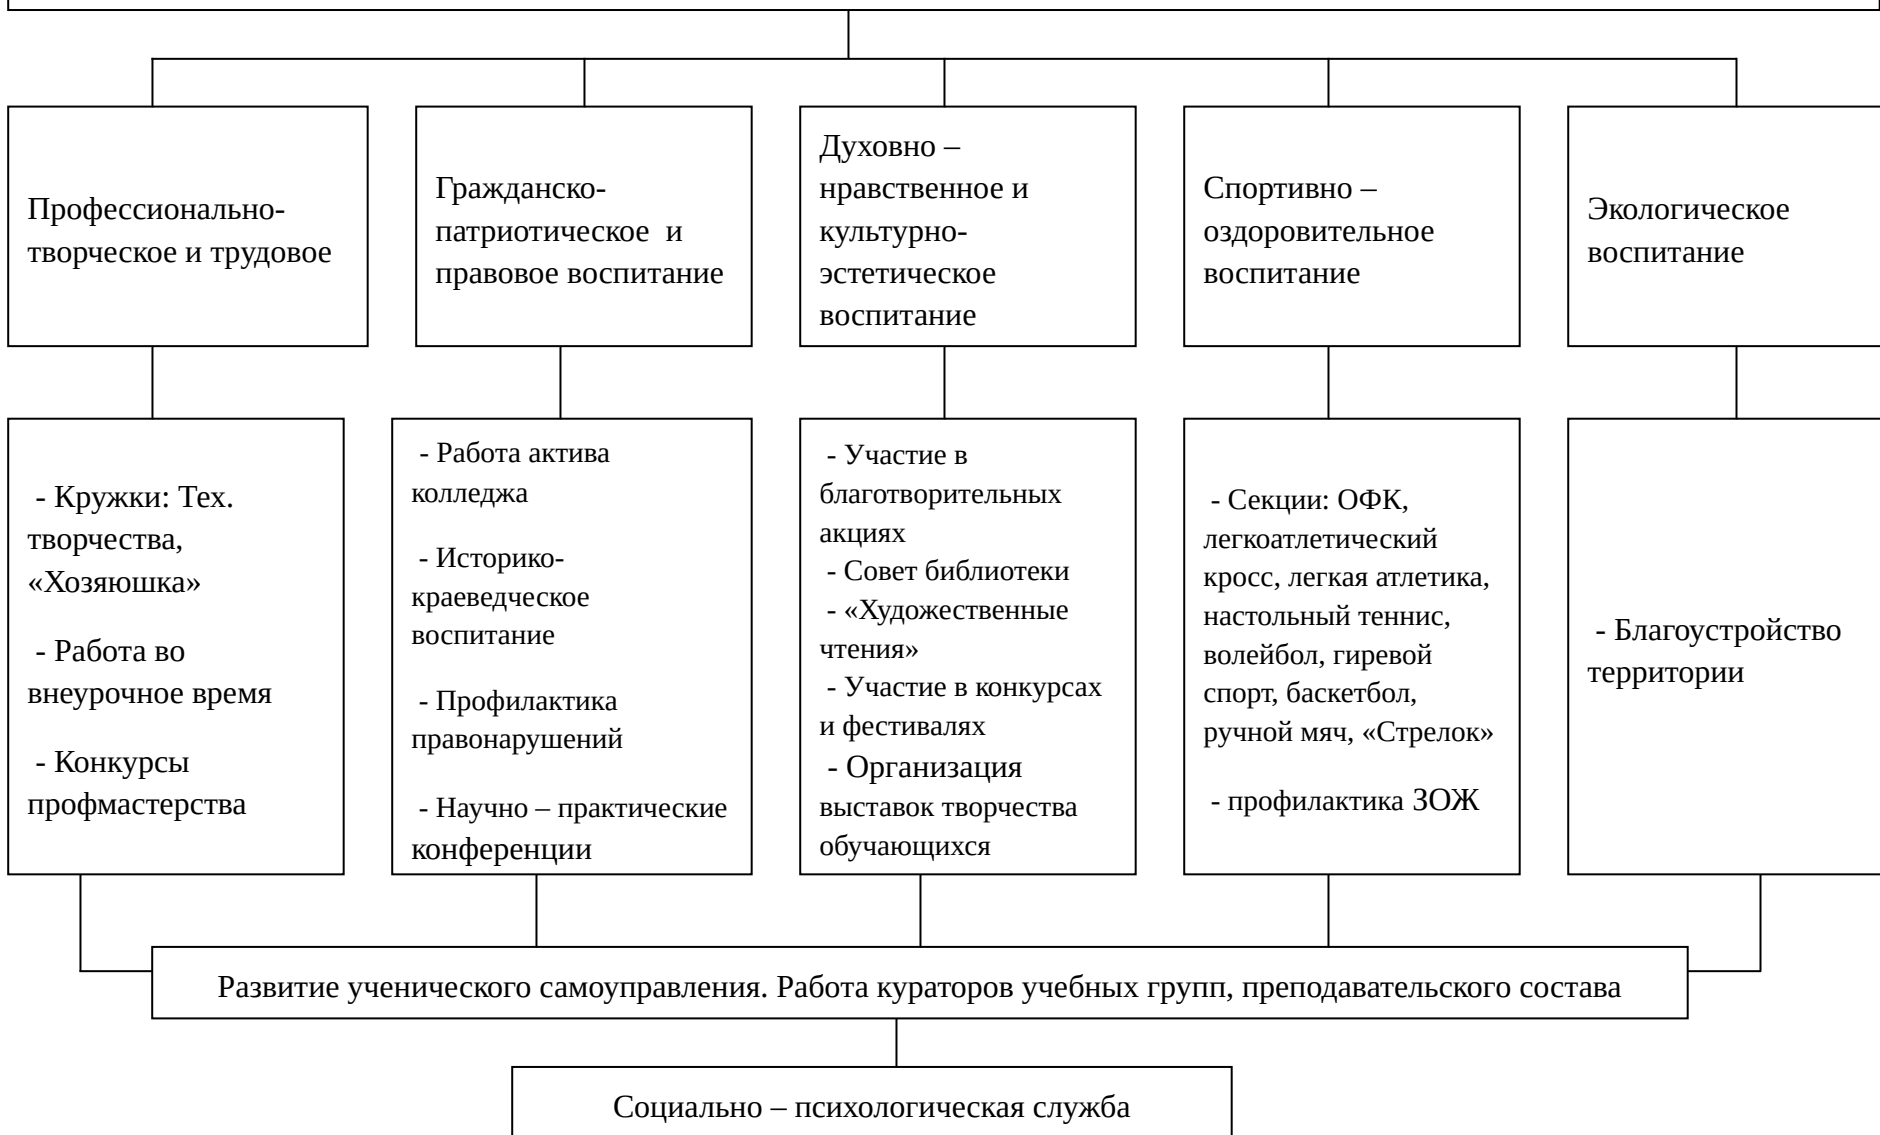 Профессионально-
творческое и трудовое
Гражданско-
патриотическое  и
правовое воспитание
Духовно –
нравственное и
культурно-
эстетическое
воспитание
Спортивно –
оздоровительное
воспитание
Экологическое
воспитание
- Кружки: Тех.
творчества,
«Хозяюшка»
- Работа во
внеурочное время
- Конкурсы
профмастерства
- Работа актива
колледжа
- Историко-
краеведческое
воспитание
- Профилактика
правонарушений
- Научно – практические
конференции
- Участие в
благотворительных
акциях
- Совет библиотеки
- «Художественные
чтения»
- Участие в конкурсах
и фестивалях
- Организация
выставок творчества
обучающихся
- Секции: ОФК,
легкоатлетический
кросс, легкая атлетика,
настольный теннис,
волейбол, гиревой
спорт, баскетбол,
ручной мяч, «Стрелок»
- профилактика ЗОЖ
- Благоустройство
территории
Развитие ученического самоуправления. Работа кураторов учебных групп, преподавательского состава
Социально – психологическая служба